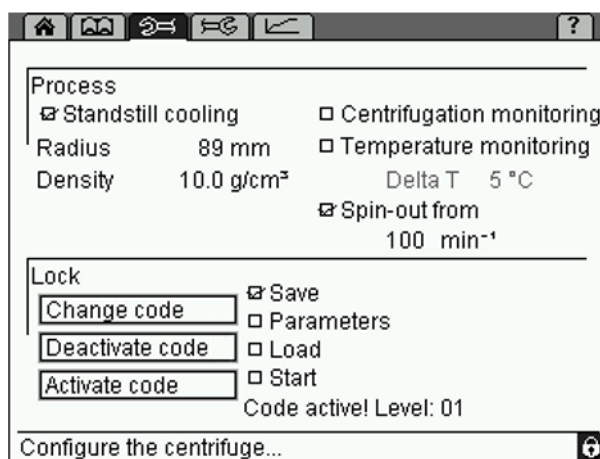 ?
Process
Standstill cooling
Centrifugation monitoring
Radius 89 mm
Temperature monitoring
Density 10.0 g/cm³
Delta T 5 °C
Spin-out from
100 min⁻¹
Lock
Save
Change code
Parameters
Deactivate code
Load
Activate code
Start
Code active! Level: 01
Configure the centrifuge...